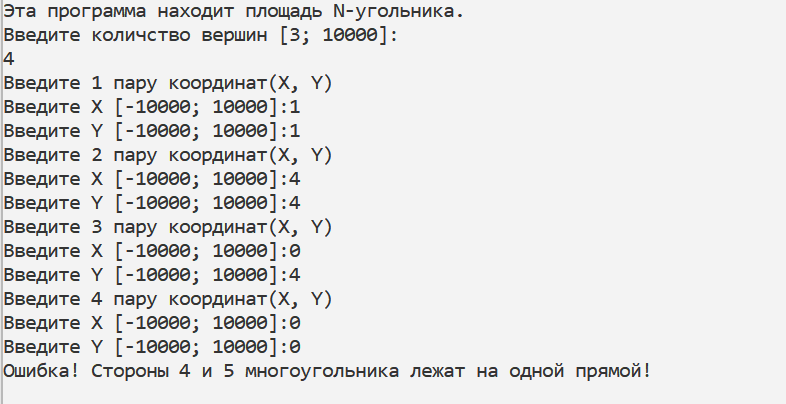 Эта программа находит площадь N-угольника.
Введите количство вершин [3; 10000]:
4
Введите 1 пару координат(X, Y)
Введите X [-10000; 10000]:1
Введите Y [-10000; 10000]:1
Введите 2 пару координат(X, Y)
Введите X [-10000; 10000]:4
Введите Y [-10000; 10000]:4
Введите 3 пару координат(X, Y)
Введите X [-10000; 10000]:0
Введите Y [-10000; 10000]:4
Введите 4 пару координат(X, Y)
Введите X [-10000; 10000]:0
Введите Y [-10000; 10000]:0
Ошибка! Стороны 4 и 5 многоугольника лежат на одной прямой!